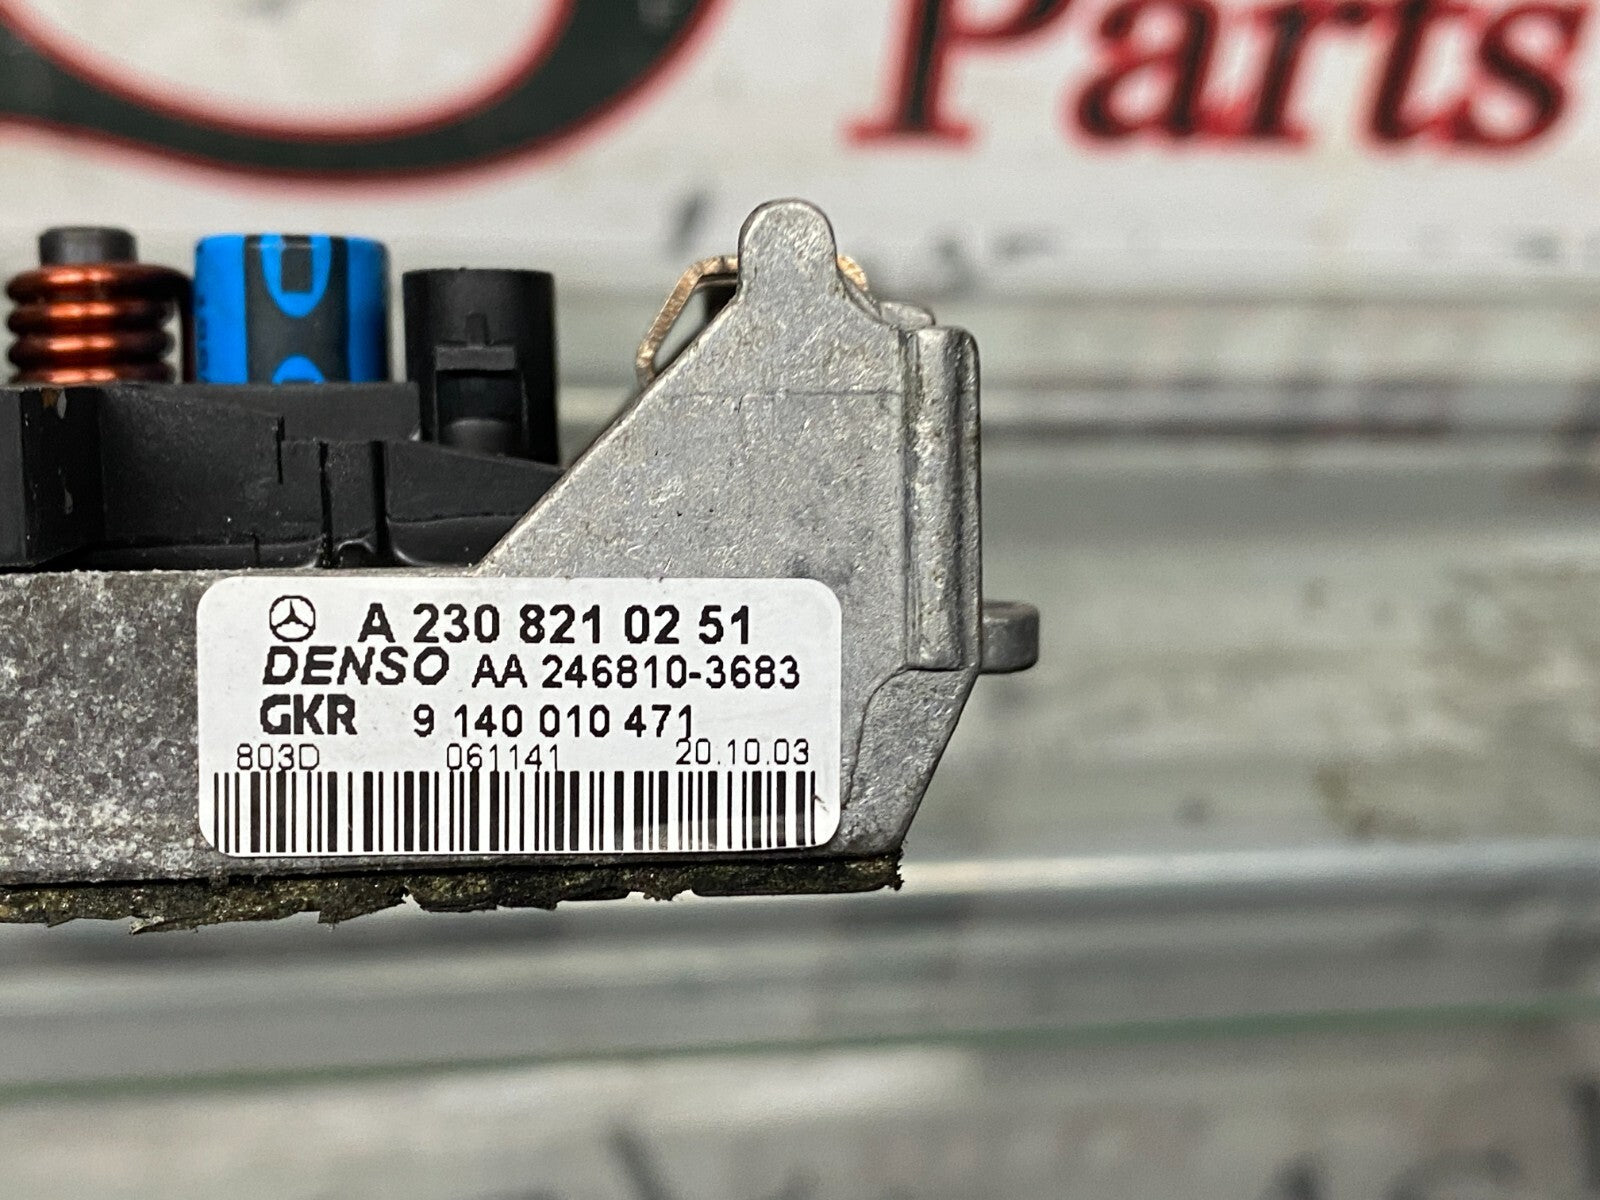 Parts
A 230 821 02 51
DENSO AA 246810-3683
GKR 9 140 010 471
803D 061141 20.10.03